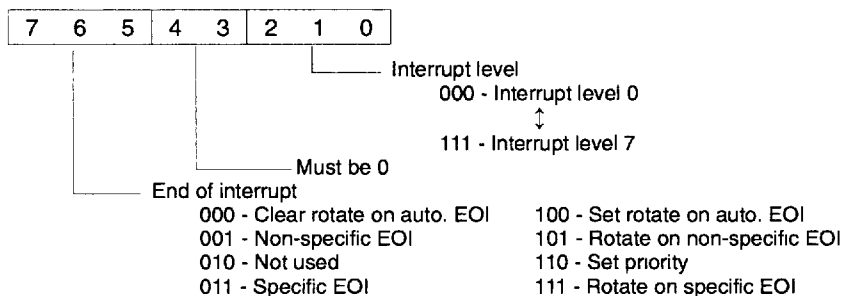 7 6 5 4 3 2 1 0
Interrupt level
000 - Interrupt level 0
↕
111 - Interrupt level 7
Must be 0
End of interrupt
000 - Clear rotate on auto. EOI 100 - Set rotate on auto. EOI
001 - Non-specific EOI 101 - Rotate on non-specific EOI
010 - Not used 110 - Set priority
011 - Specific EOI 111 - Rotate on specific EOI